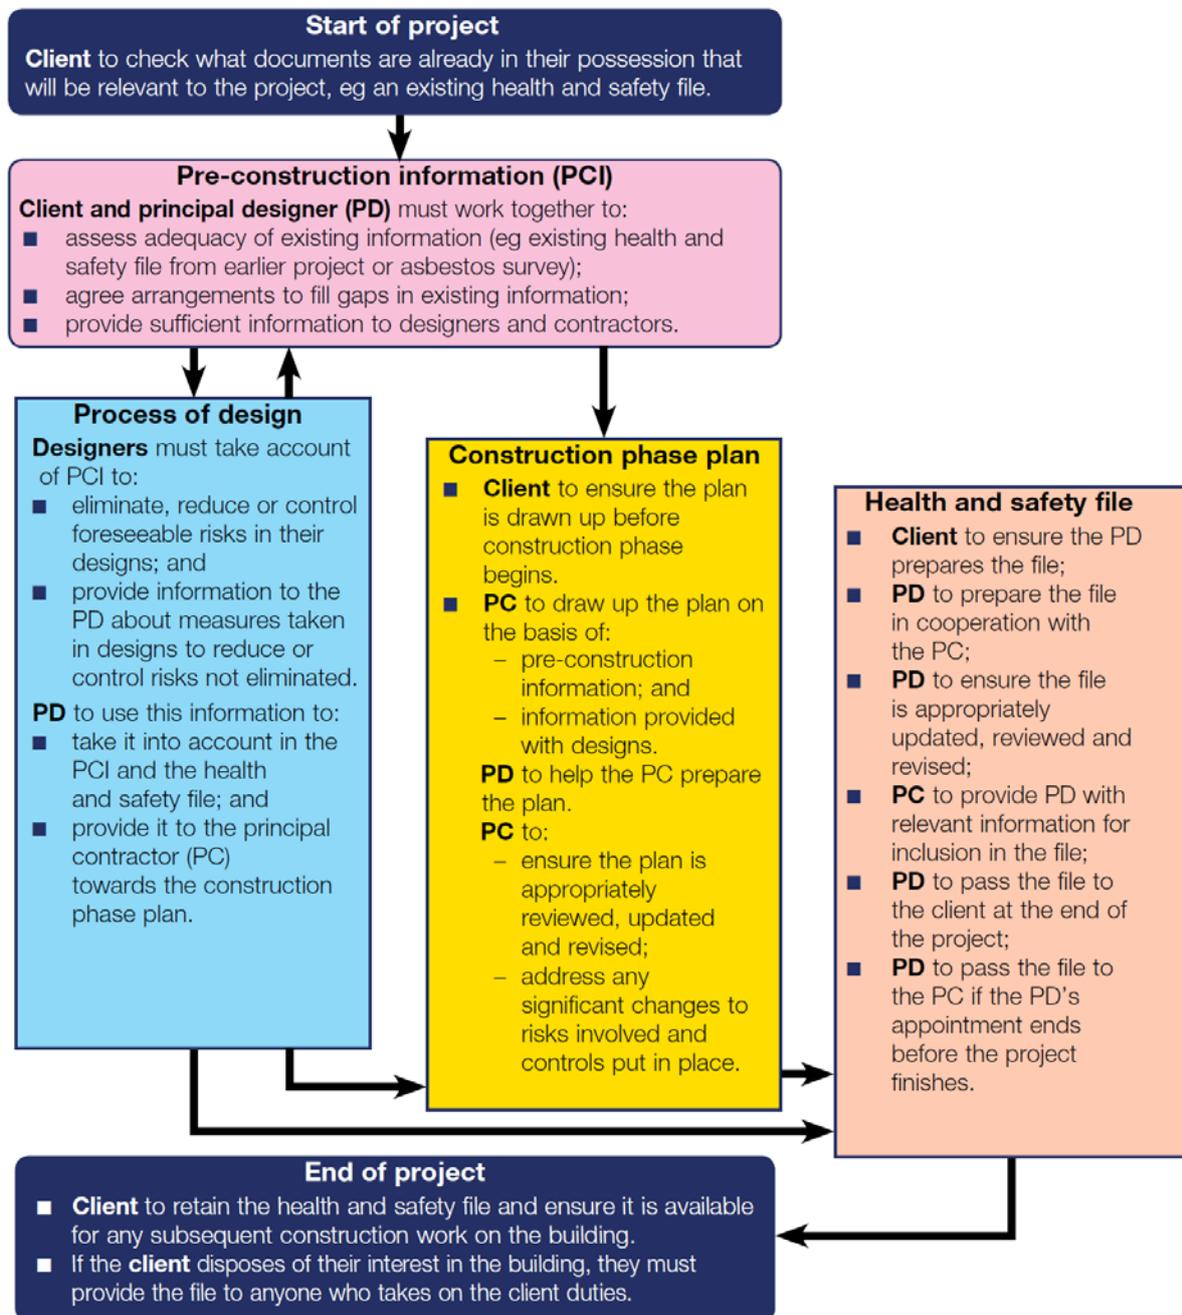 Start of project
Client to check what documents are already in their possession that
will be relevant to the project, eg an existing health and safety file.
Pre-construction information (PCI)
Client and principal designer (PD) must work together to:
■ assess adequacy of existing information (eg existing health and
safety file from earlier project or asbestos survey);
■ agree arrangements to fill gaps in existing information;
■ provide sufficient information to designers and contractors.
Process of design
Designers must take account
of PCI to:
■ eliminate, reduce or control
foreseeable risks in their
designs; and
■ provide information to the
PD about measures taken
in designs to reduce or
control risks not eliminated.
PD to use this information to:
■ take it into account in the
PCI and the health
and safety file; and
■ provide it to the principal
contractor (PC)
towards the construction
phase plan.
Construction phase plan
■ Client to ensure the plan
is drawn up before
construction phase
begins.
■ PC to draw up the plan on
the basis of:
– pre-construction
information; and
– information provided
with designs.
PD to help the PC prepare
the plan.
PC to:
– ensure the plan is
appropriately
reviewed, updated
and revised;
– address any
significant changes to
risks involved and
controls put in place.
Health and safety file
■ Client to ensure the PD
prepares the file;
■ PD to prepare the file
in cooperation with
the PC;
■ PD to ensure the file
is appropriately
updated, reviewed and
revised;
■ PC to provide PD with
relevant information for
inclusion in the file;
■ PD to pass the file to
the client at the end of
the project;
■ PD to pass the file to
the PC if the PD's
appointment ends
before the project
finishes.
End of project
■ Client to retain the health and safety file and ensure it is available
for any subsequent construction work on the building.
■ If the client disposes of their interest in the building, they must
provide the file to anyone who takes on the client duties.